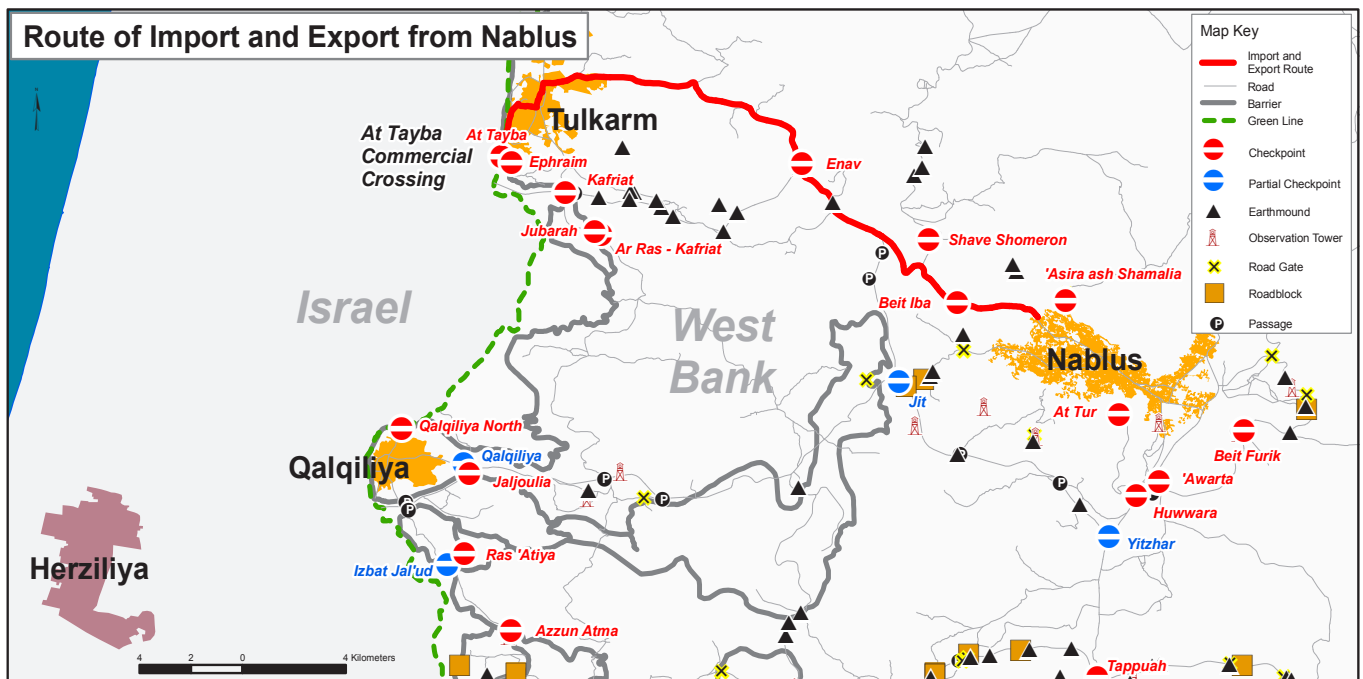 Route of Import and Export from Nablus
Map Key
Import and
Export Route
Road
Barrier
Green Line
Checkpoint
Partial Checkpoint
Earthmound
Observation Tower
Road Gate
Roadblock
P Passage
Tulkarm
At Tayba
Commercial
Crossing
At Tayba
Ephraim
Kafriat
Enav
Jubarah
Ar Ras - Kafriat
Shave Shomeron
P
P
'Asira ash Shamalia
Beit Iba
Israel
West
Bank
Nablus
Jit
At Tur
Beit Furik
Qalqiliya North
Qalqiliya
Qalqiliya
Jaljoulia
P
P
P
P
'Awarta
Huwwara
Yitzhar
P
P
Herziliya
Ras 'Atiya
Izbat Jal'ud
Azzun Atma
Tappuah
4 0 4 Kilometers